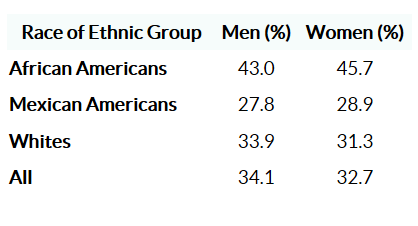 Race of Ethnic Group Men (%) Women (%)
African Americans 43.0 45.7
Mexican Americans 27.8 28.9
Whites 33.9 31.3
All 34.1 32.7